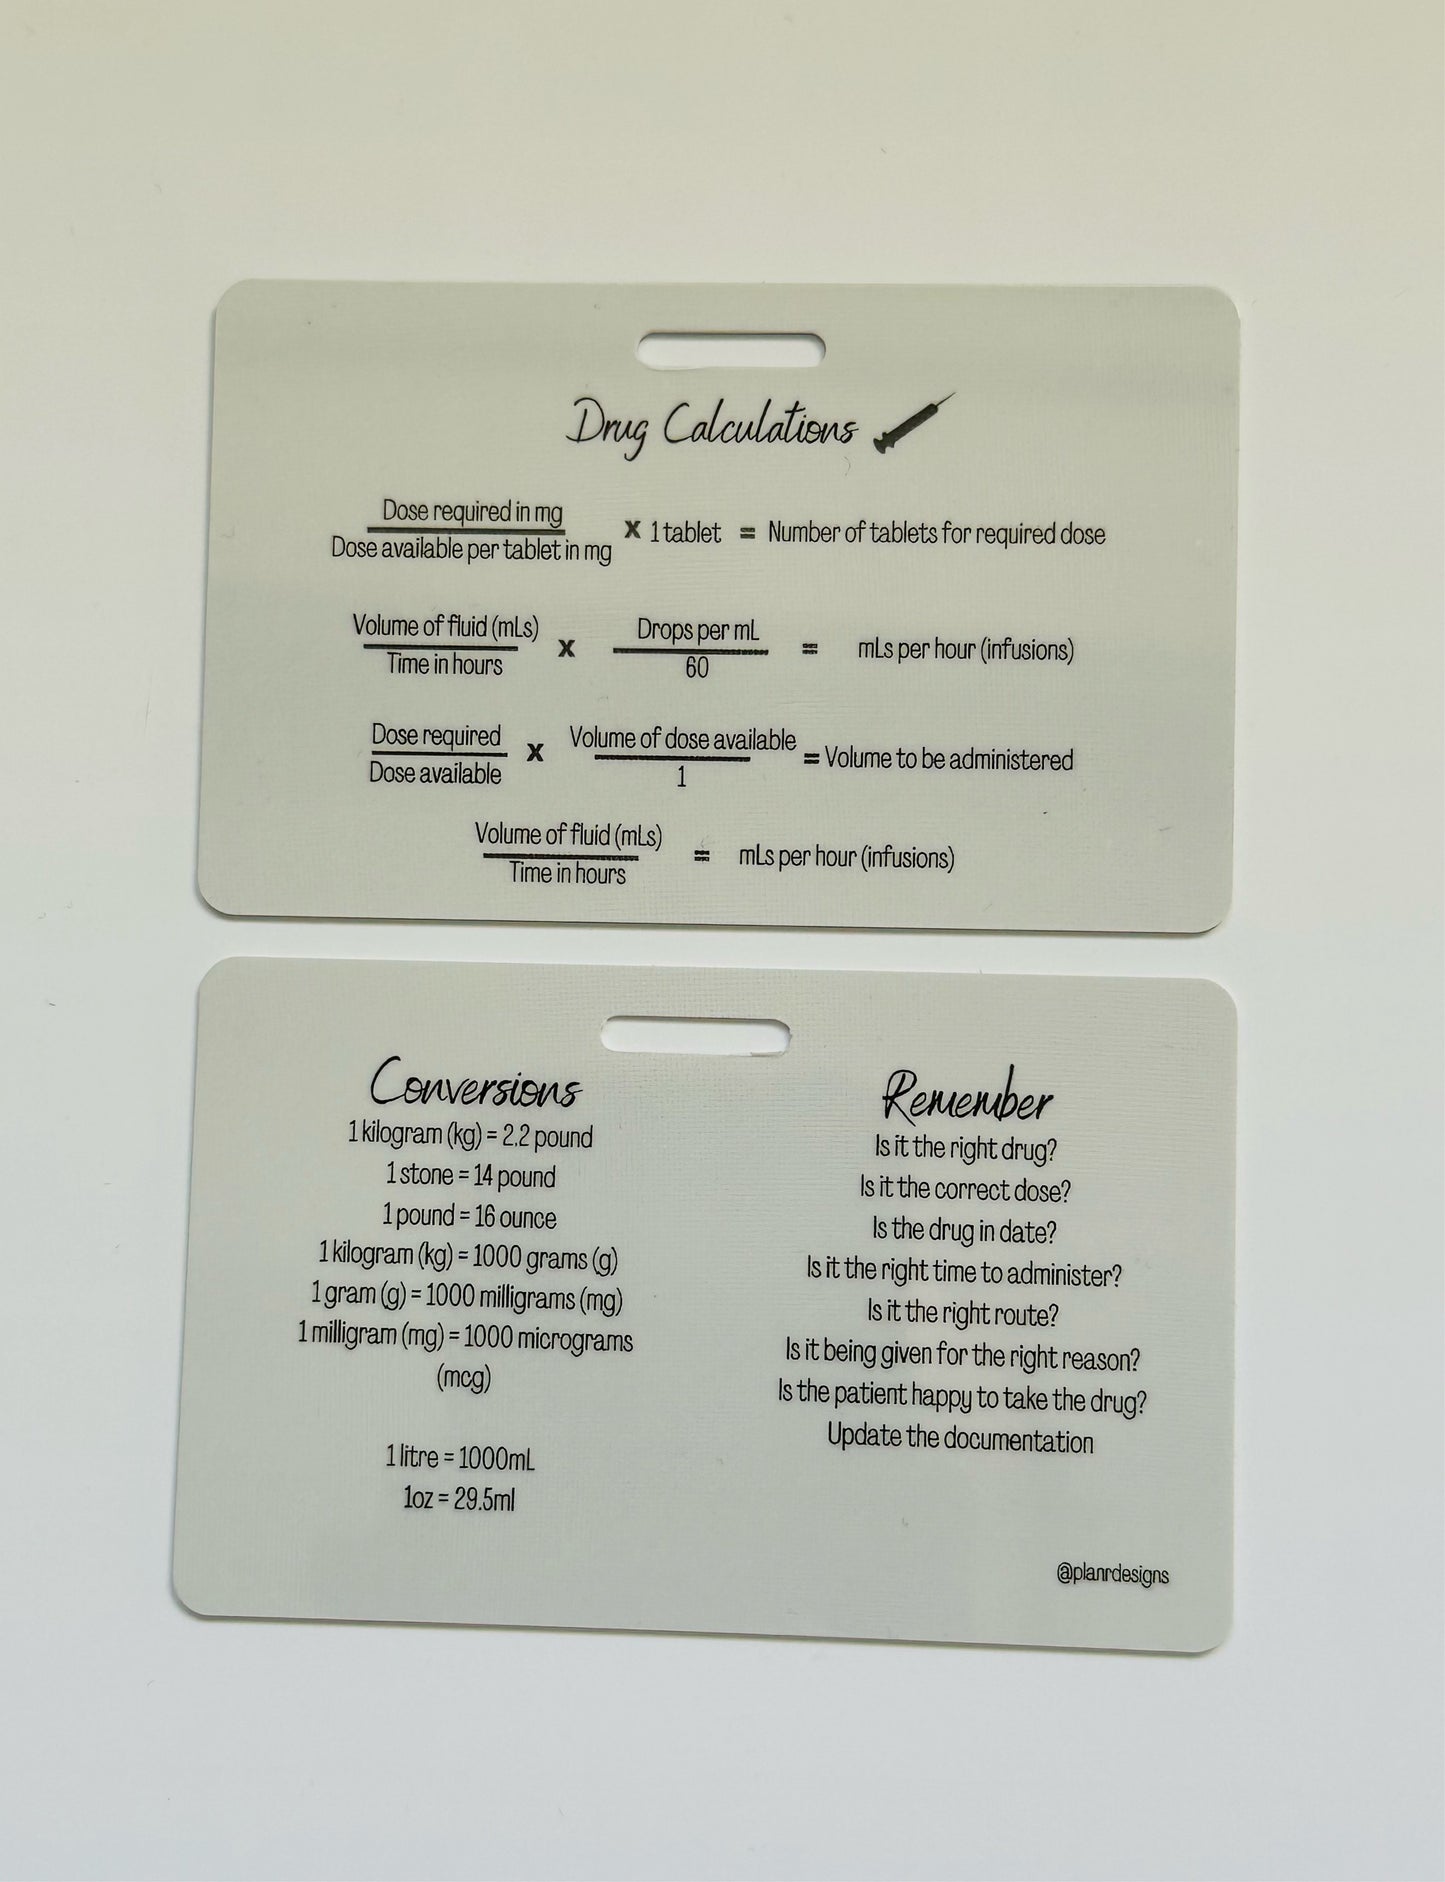 Drug Calculations
Dose required in mg
Dose available per tablet in mg
x 1 tablet = Number of tablets for required dose
Volume of fluid (mLs)
Time in hours
x
Drops per mL
60
= mLs per hour (infusions)
Dose required
Dose available
x
Volume of dose available
1
= Volume to be administered
Volume of fluid (mLs)
Time in hours
= mLs per hour (infusions)
Conversions
1 kilogram (kg) = 2.2 pound
1 stone = 14 pound
1 pound = 16 ounce
1 kilogram (kg) = 1000 grams (g)
1 gram (g) = 1000 milligrams (mg)
1 milligram (mg) = 1000 micrograms
(mcg)
1 litre = 1000mL
1oz = 29.5ml
Remember
Is it the right drug?
Is it the correct dose?
Is the drug in date?
Is it the right time to administer?
Is it the right route?
Is it being given for the right reason?
Is the patient happy to take the drug?
Update the documentation
@planrdesigns